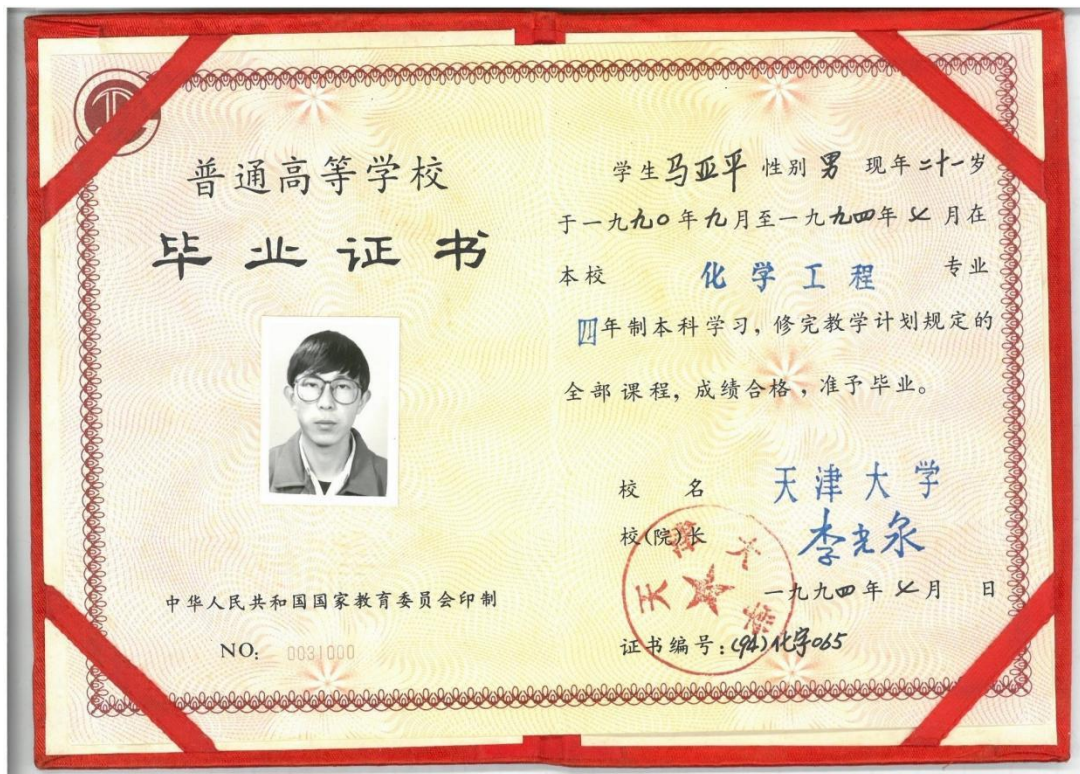 普通高等学校
毕业证书
中华人民共和国国家教育委员会印制
NO: 0031000
学生马亚平 性别 男 现年二十一岁
于一九九〇年九月至一九九四年七月在
本校 化学工程 专业
四年制本科学习，修完教学计划规定的
全部课程，成绩合格，准予毕业。
校名 天津大学
校(院)长 李光泉
天津大学
一九九四年七月 日
证书编号：(94)化字065